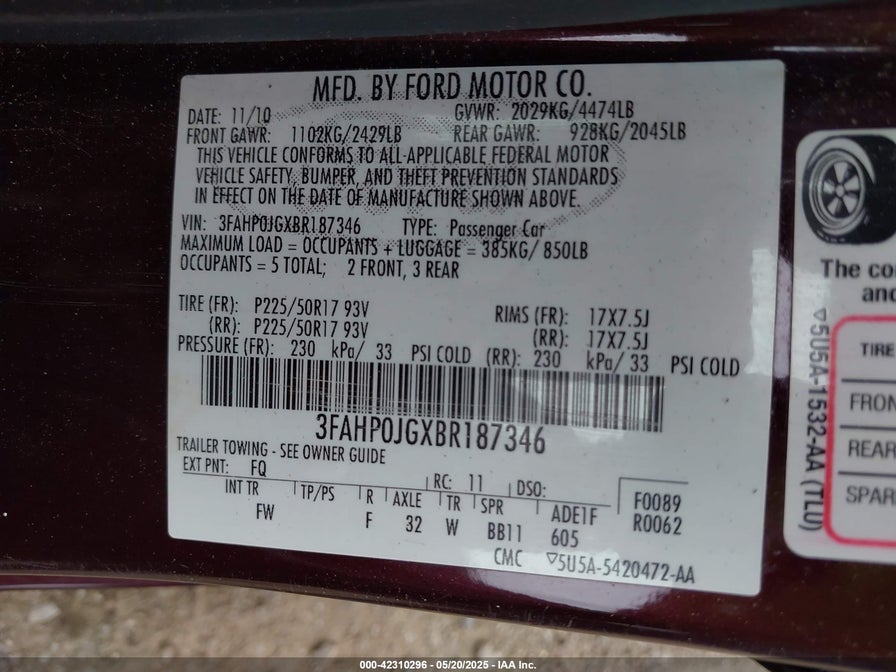 MFD. BY FORD MOTOR CO.
DATE: 11/10 GVWR: 2029KG/4474LB
FRONT GAWR: 1102KG/2429LB REAR GAWR: 928KG/2045LB
THIS VEHICLE CONFORMS TO ALL APPLICABLE FEDERAL MOTOR
VEHICLE SAFETY, BUMPER, AND THEFT PREVENTION STANDARDS
IN EFFECT ON THE DATE OF MANUFACTURE SHOWN ABOVE.
VIN: 3FAHP0JGXBR187346 TYPE: Passenger Car
MAXIMUM LOAD = OCCUPANTS + LUGGAGE = 385KG/ 850LB
OCCUPANTS = 5 TOTAL; 2 FRONT, 3 REAR
TIRE (FR): P225/50R17 93V RIMS (FR): 17X7.5J
(RR): P225/50R17 93V (RR): 17X7.5J
PRESSURE (FR): 230 kPa/ 33 PSI COLD (RR): 230 kPa/ 33 PSI COLD
3FAHP0JGXBR187346
TRAILER TOWING - SEE OWNER GUIDE
EXT PNT: FQ RC: 11 DSO:
INT TR TP/PS R AXLE TR SPR ADE1F F0089
FW F 32 W BB11 605 R0062
CMC ▽5U5A-5420472-AA
The co
and
TIRE
FRON
REAR
SPAR
▽5U5A-1532-AA (TLU)
000-42310296 - 05/20/2025 - IAA Inc.